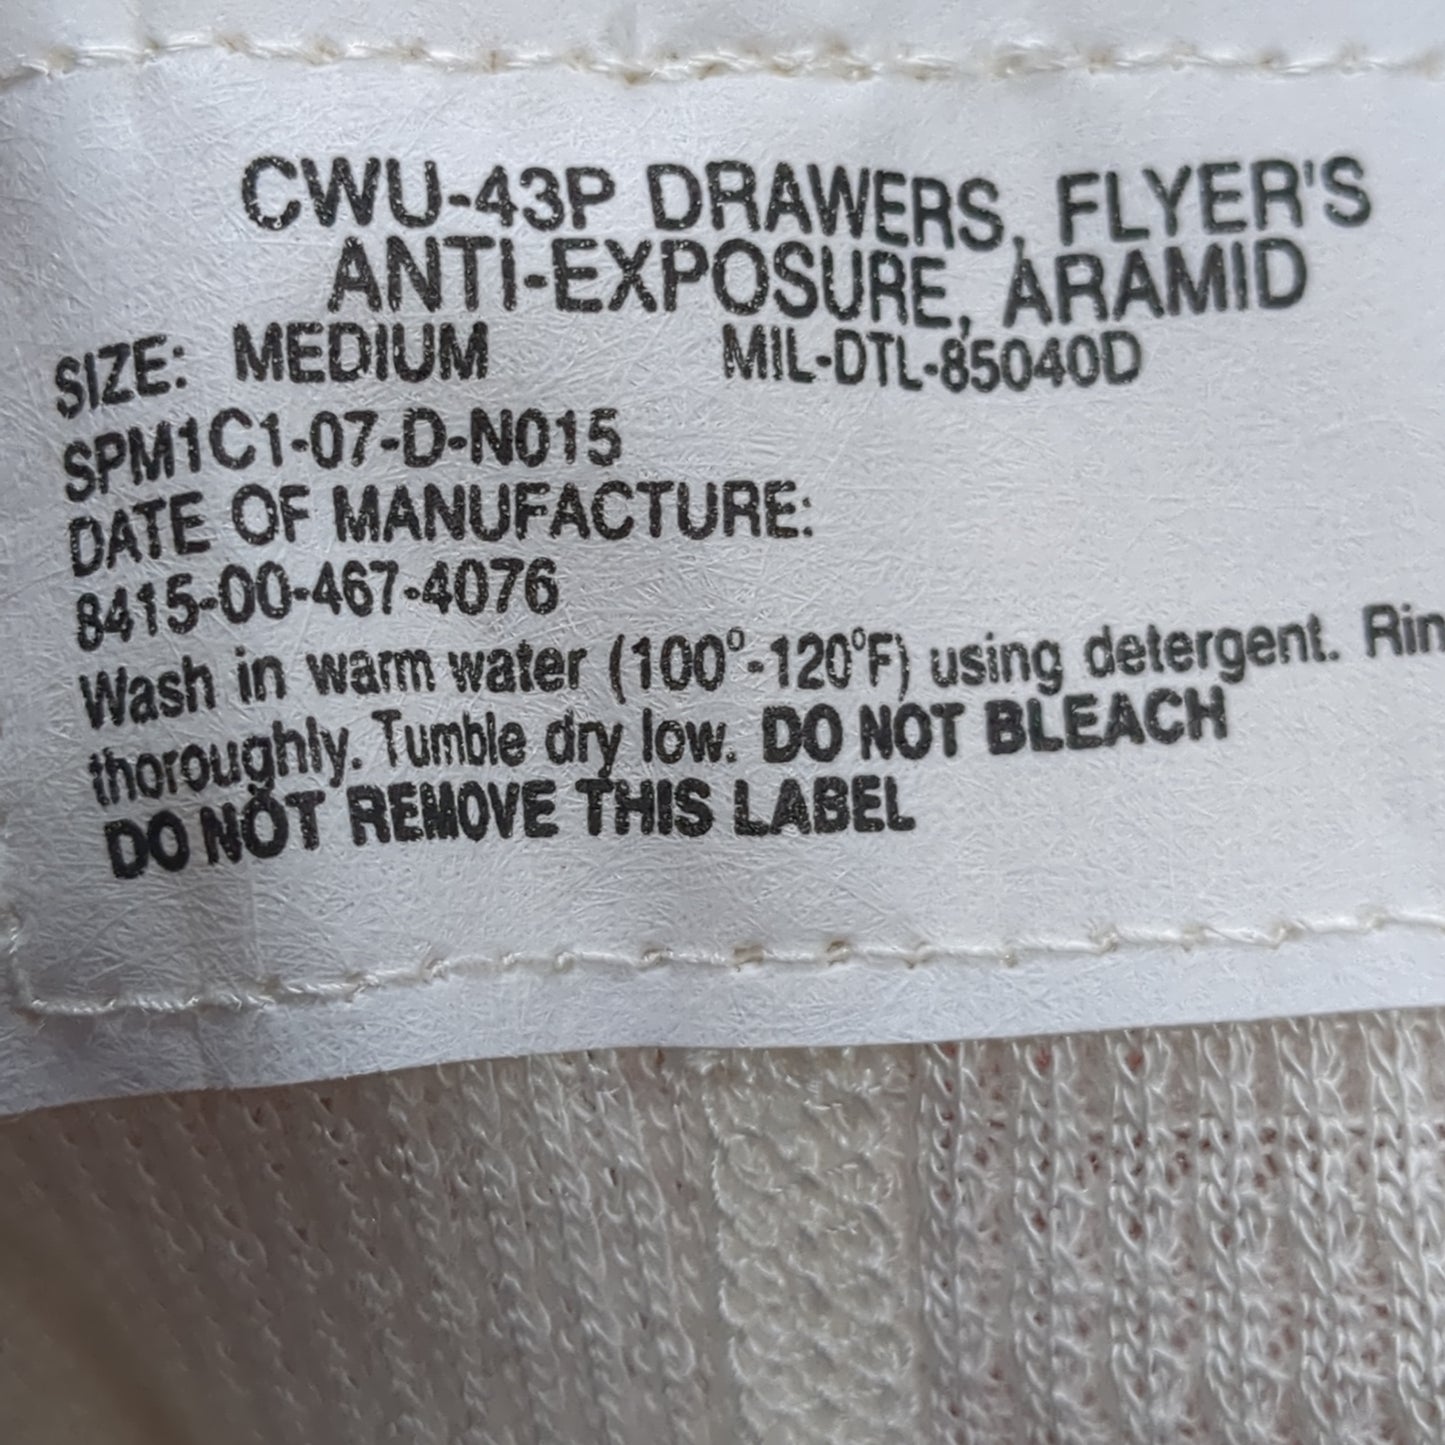 CWU-43P DRAWERS, FLYER'S
ANTI-EXPOSURE, ARAMID
SIZE: MEDIUM MIL-DTL-85040D
SPM1C1-07-D-N015
DATE OF MANUFACTURE:
8415-00-467-4076
Wash in warm water (100°-120°F) using detergent. Rin
thoroughly. Tumble dry low. DO NOT BLEACH
DO NOT REMOVE THIS LABEL